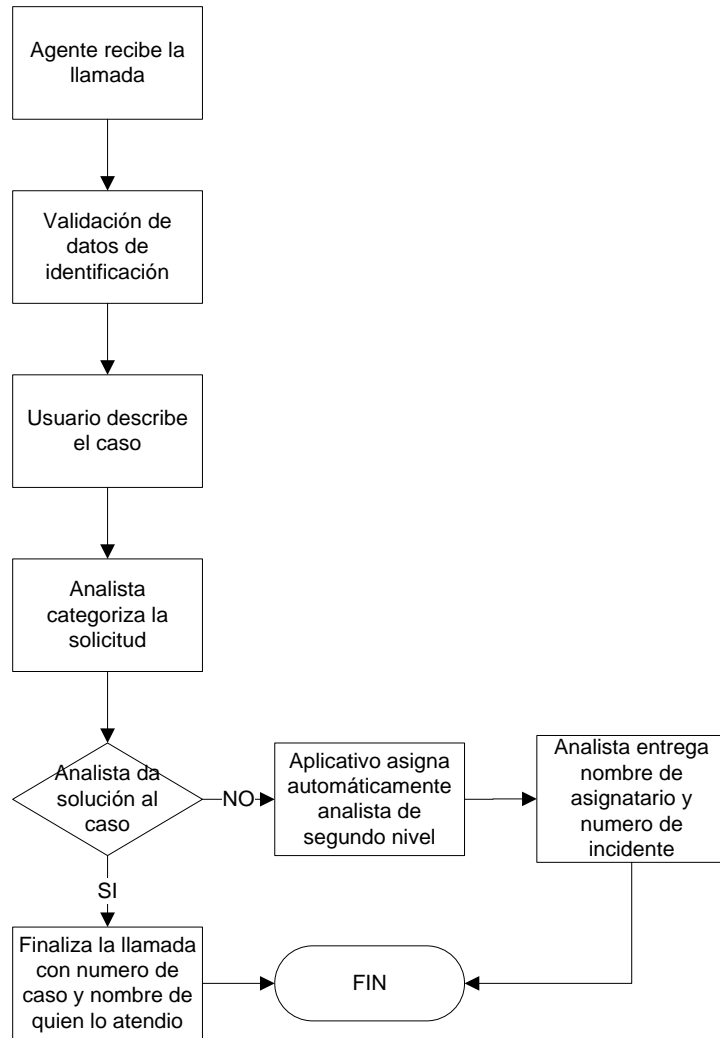 Agente recibe la
llamada
Validación de
datos de
identificación
Usuario describe
el caso
Analista
categoriza la
solicitud
Analista da
solución al
caso
NO
Aplicativo asigna
automáticamente
analista de
segundo nivel
Analista entrega
nombre de
asignatario y
numero de
incidente
SI
Finaliza la llamada
con numero de
caso y nombre de
quien lo atendio
FIN